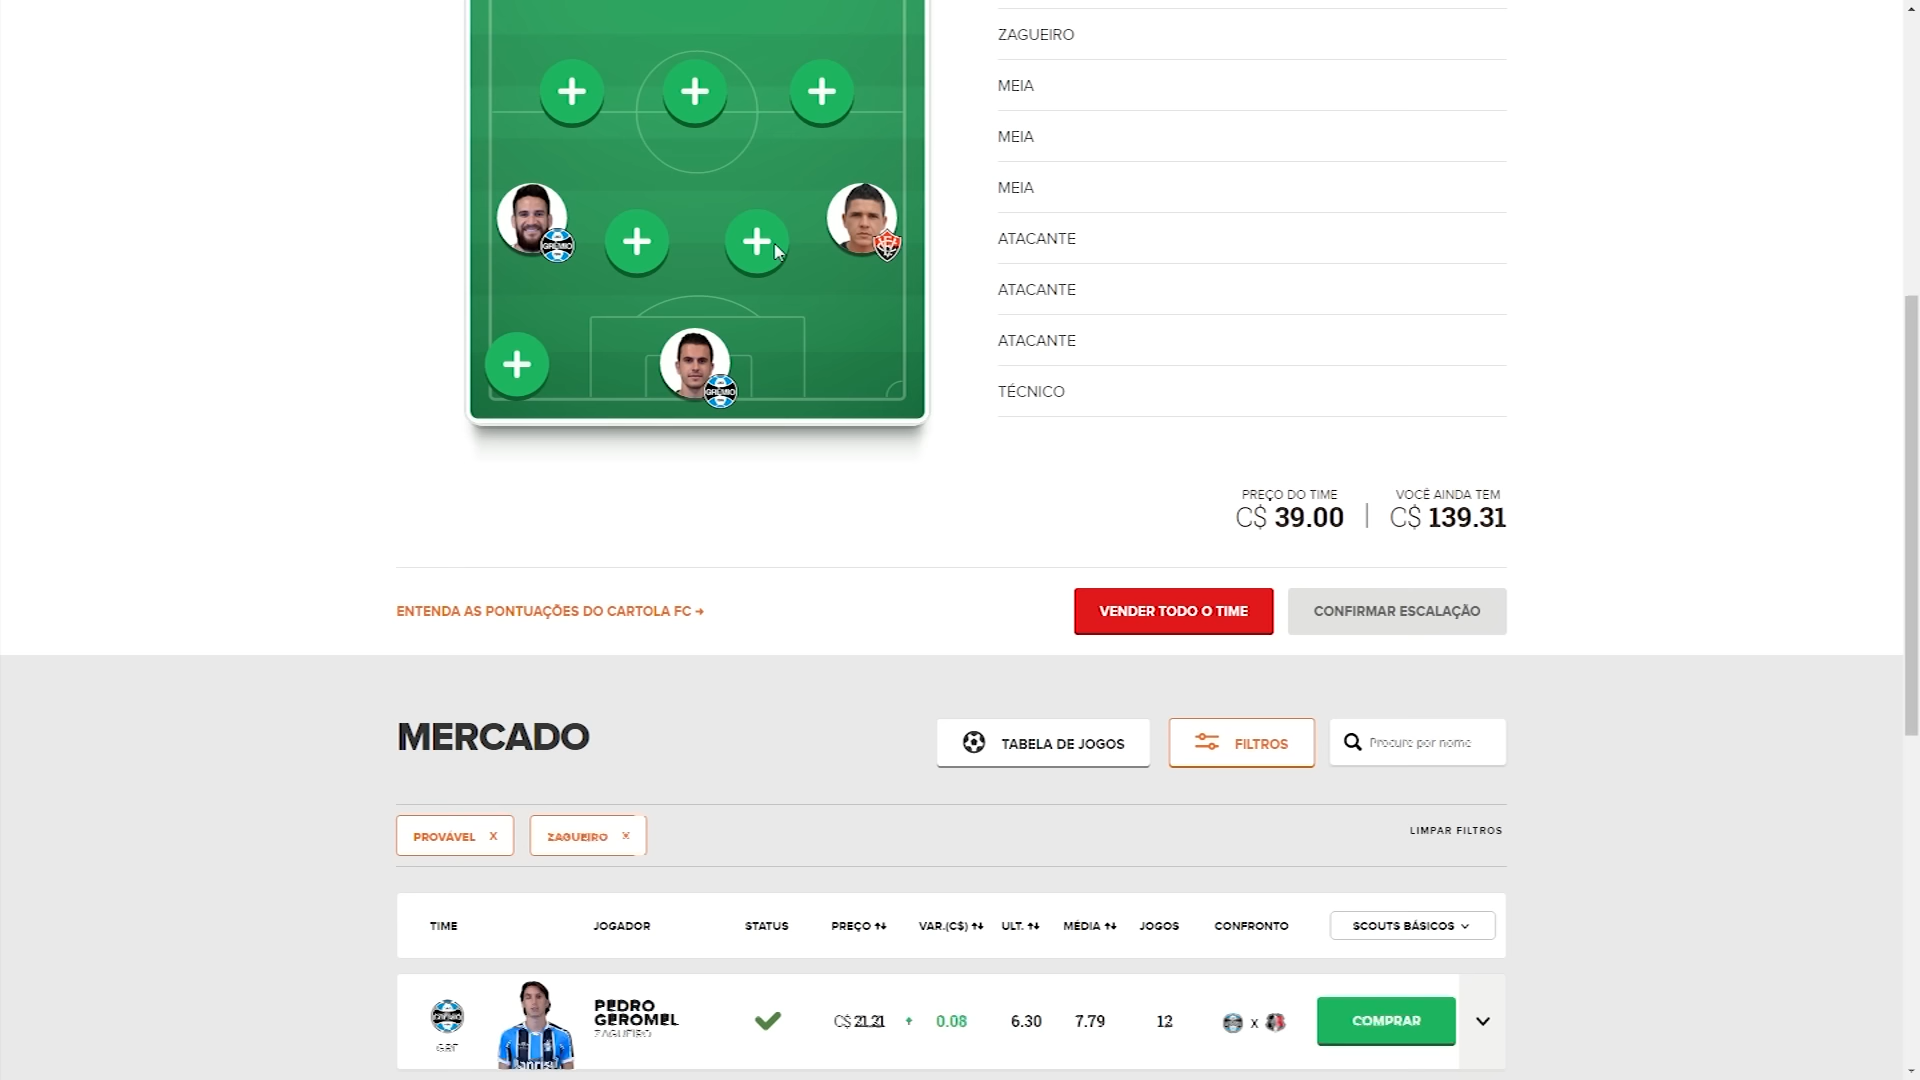 ZAGUEIRO
MEIA
MEIA
MEIA
ATACANTE
ATACANTE
ATACANTE
TÉCNICO
GRÊMIO
GRÊMIO
PREÇO DO TIME
C$ 39.00
VOCÊ AINDA TEM
C$ 139.31
ENTENDA AS PONTUAÇÕES DO CARTOLA FC
VENDER TODO O TIME
CONFIRMAR ESCALAÇÃO
MERCADO
TABELA DE JOGOS
FILTROS
Procure por nome
PROVÁVEL X
ZAGUEIRO X
LIMPAR FILTROS
TIME JOGADOR STATUS PREÇO VAR.(C$) ULT. MÉDIA JOGOS CONFRONTO SCOUTS BÁSICOS
PEDRO
GEROMEL
ZAGUEIRO
C$ 21.21 0.08 6.30 7.79 12 X COMPRAR